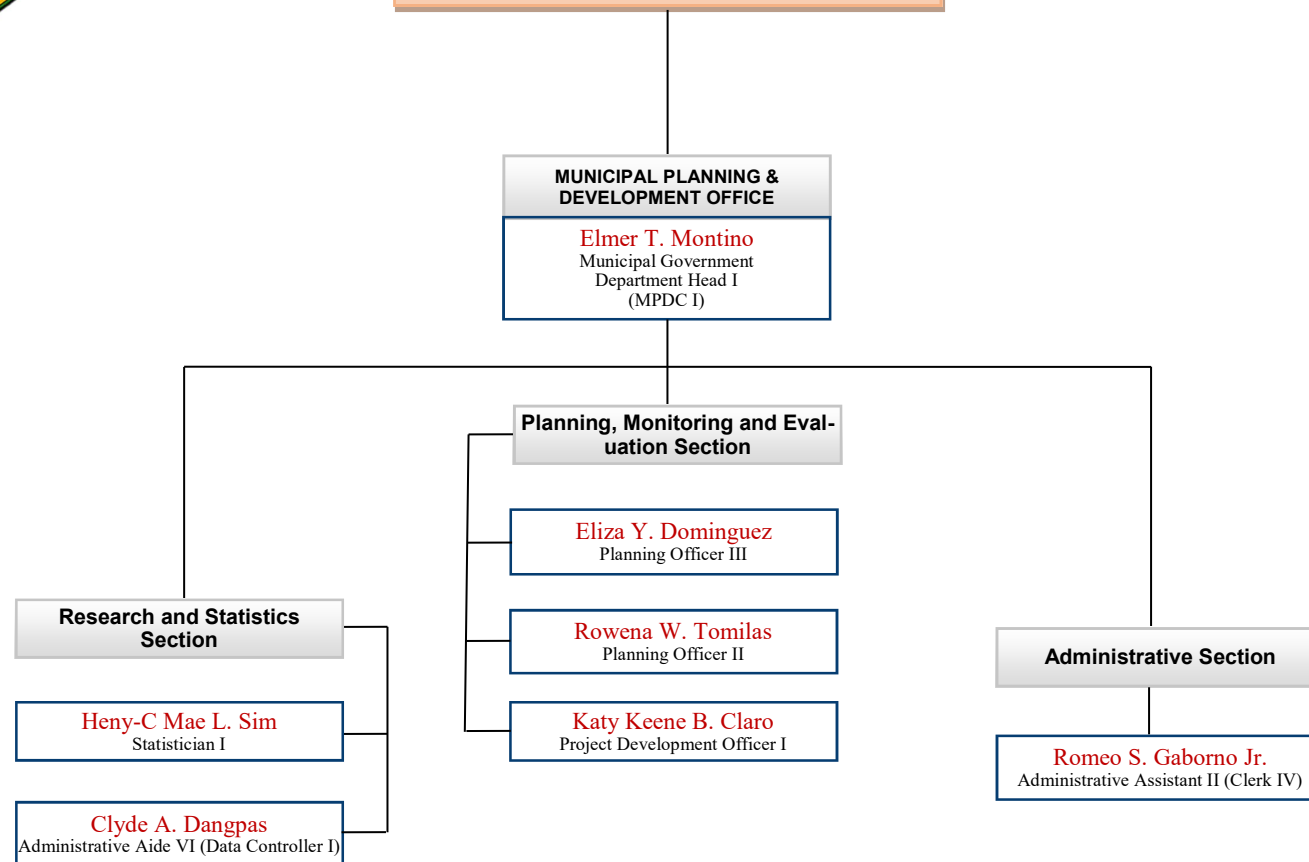 MUNICIPAL PLANNING &
DEVELOPMENT OFFICE
Elmer T. Montino
Municipal Government
Department Head I
(MPDC I)
Planning, Monitoring and Eval-
uation Section
Eliza Y. Dominguez
Planning Officer III
Rowena W. Tomilas
Planning Officer II
Katy Keene B. Claro
Project Development Officer I
Research and Statistics
Section
Heny-C Mae L. Sim
Statistician I
Clyde A. Dangpas
Administrative Aide VI (Data Controller I)
Administrative Section
Romeo S. Gaborno Jr.
Administrative Assistant II (Clerk IV)